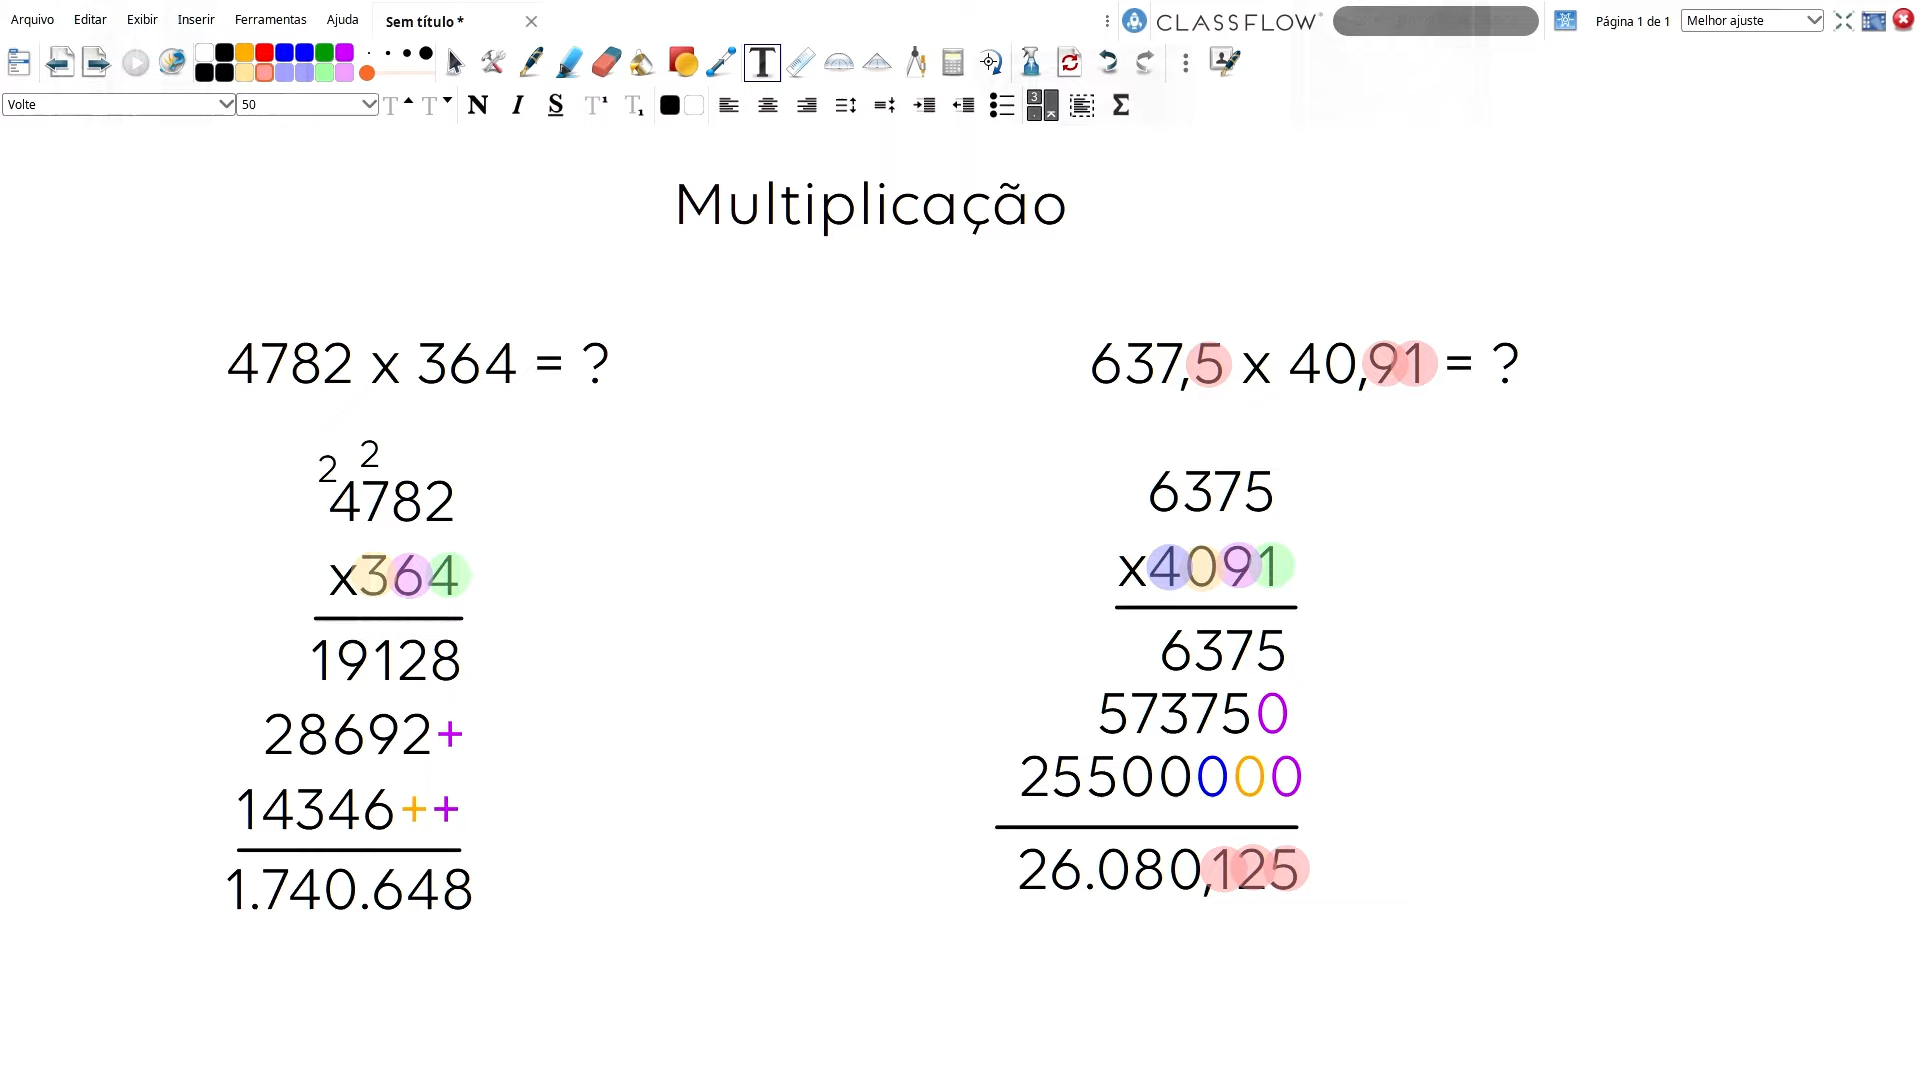 Arquivo Editar Exibir Inserir Ferramentas Ajuda Sem título * CLASSFLOW Página 1 de 1 Melhor ajuste
Volte 50 N I S T¹ T₁ Σ
Multiplicação
4782 x 364 = ?
2 2
4782
x364
19128
28692+
14346++
1.740.648
637,5 x 40,91 = ?
6375
x4091
6375
573750
25500000
26.080,125